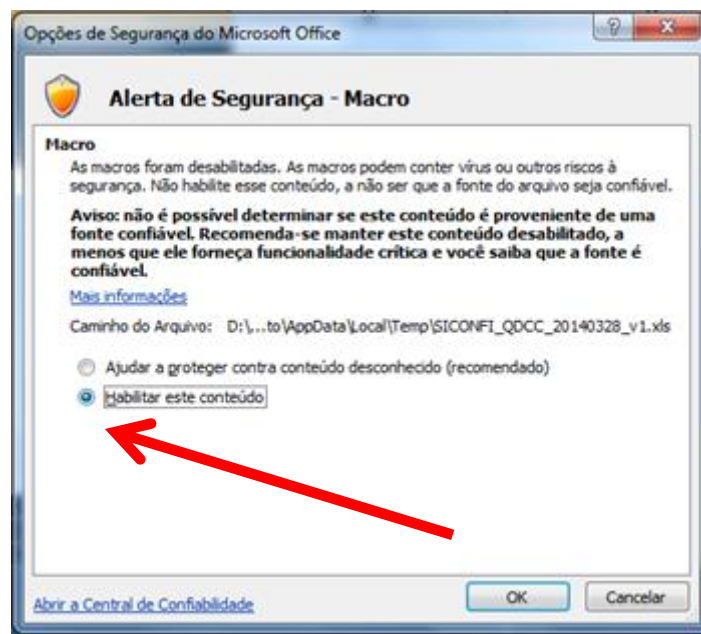 Opções de Segurança do Microsoft Office
Alerta de Segurança - Macro
Macro
As macros foram desabilitadas. As macros podem conter vírus ou outros riscos à
segurança. Não habilite esse conteúdo, a não ser que a fonte do arquivo seja confiável.
Aviso: não é possível determinar se este conteúdo é proveniente de uma
fonte confiável. Recomenda-se manter este conteúdo desabilitado, a
menos que ele forneça funcionalidade crítica e você saiba que a fonte é
confiável.
Mais informações
Caminho do Arquivo: D:\...to\AppData\Local\Temp\SICONFI_QDCC_20140328_v1.xls
Ajudar a proteger contra conteúdo desconhecido (recomendado)
Habilitar este conteúdo
Abrir a Central de Confiabilidade
OK
Cancelar